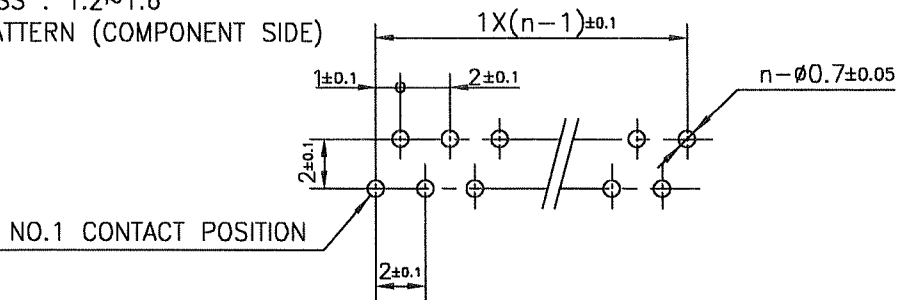 SS : 1.2~1.6
ATTERN (COMPONENT SIDE)
1X(n-1)±0.1
1±0.1
2±0.1
n-ø0.7±0.05
2±0.1
NO.1 CONTACT POSITION
2±0.1